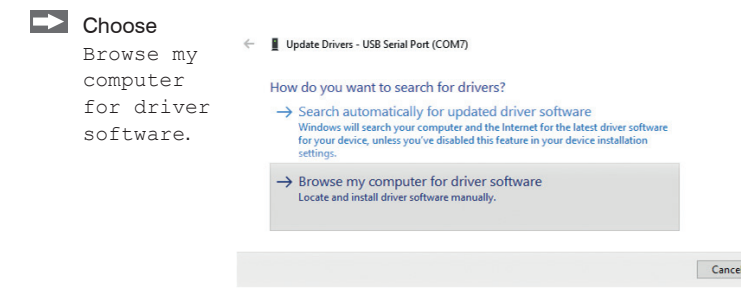 Choose
Browse my
computer
for driver
software.
← Update Drivers - USB Serial Port (COM7)
How do you want to search for drivers?
→ Search automatically for updated driver software
Windows will search your computer and the Internet for the latest driver software
for your device, unless you've disabled this feature in your device installation
settings.
→ Browse my computer for driver software
Locate and install driver software manually.